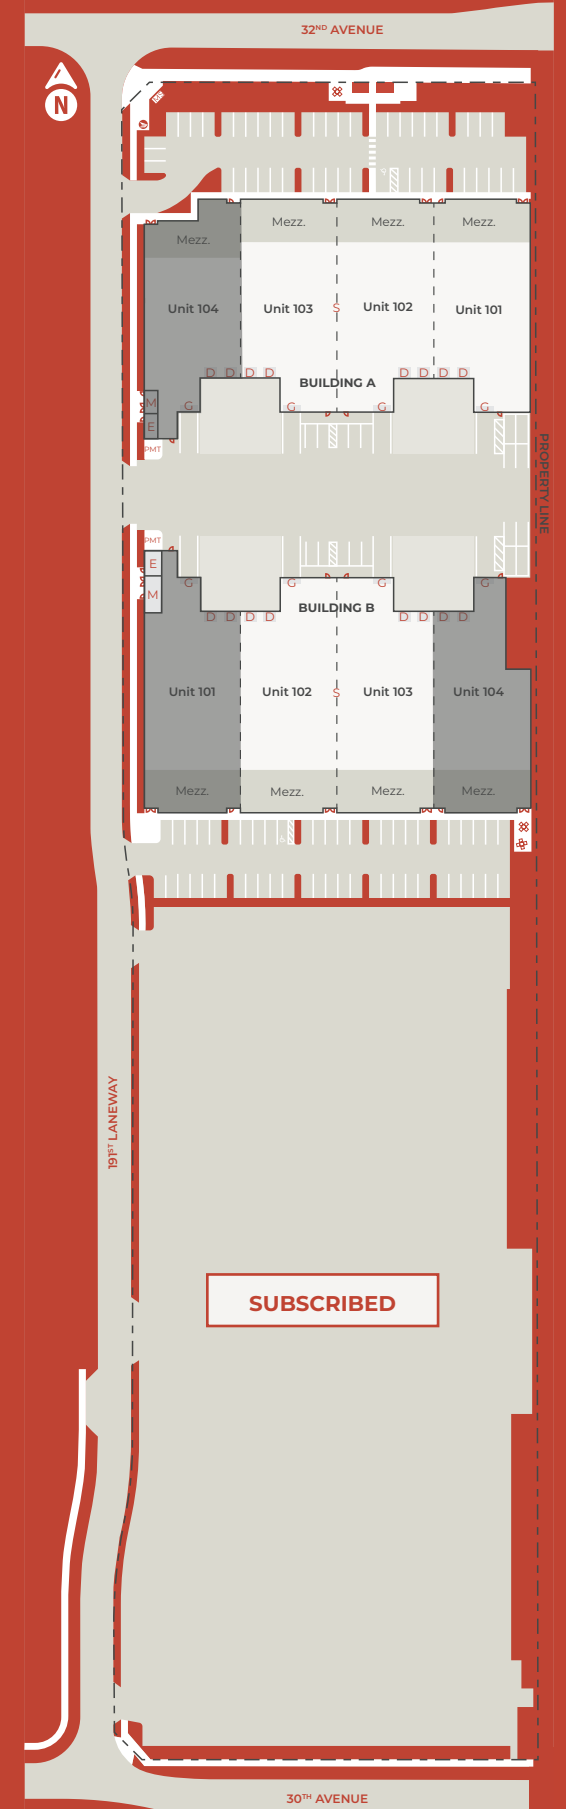 32ND AVENUE
N
Mezz.
Mezz.
Mezz.
Mezz.
Unit 104
Unit 103
S
Unit 102
Unit 101
D D D D
D D D D
BUILDING A
M
G
G
G
G
E
PMT
PROPERTY LINE
PMT
E
G
G
G
G
M
BUILDING B
D D D D
D D D D
Unit 101
Unit 102
S
Unit 103
Unit 104
Mezz.
Mezz.
Mezz.
Mezz.
191ST LANEWAY
SUBSCRIBED
30TH AVENUE